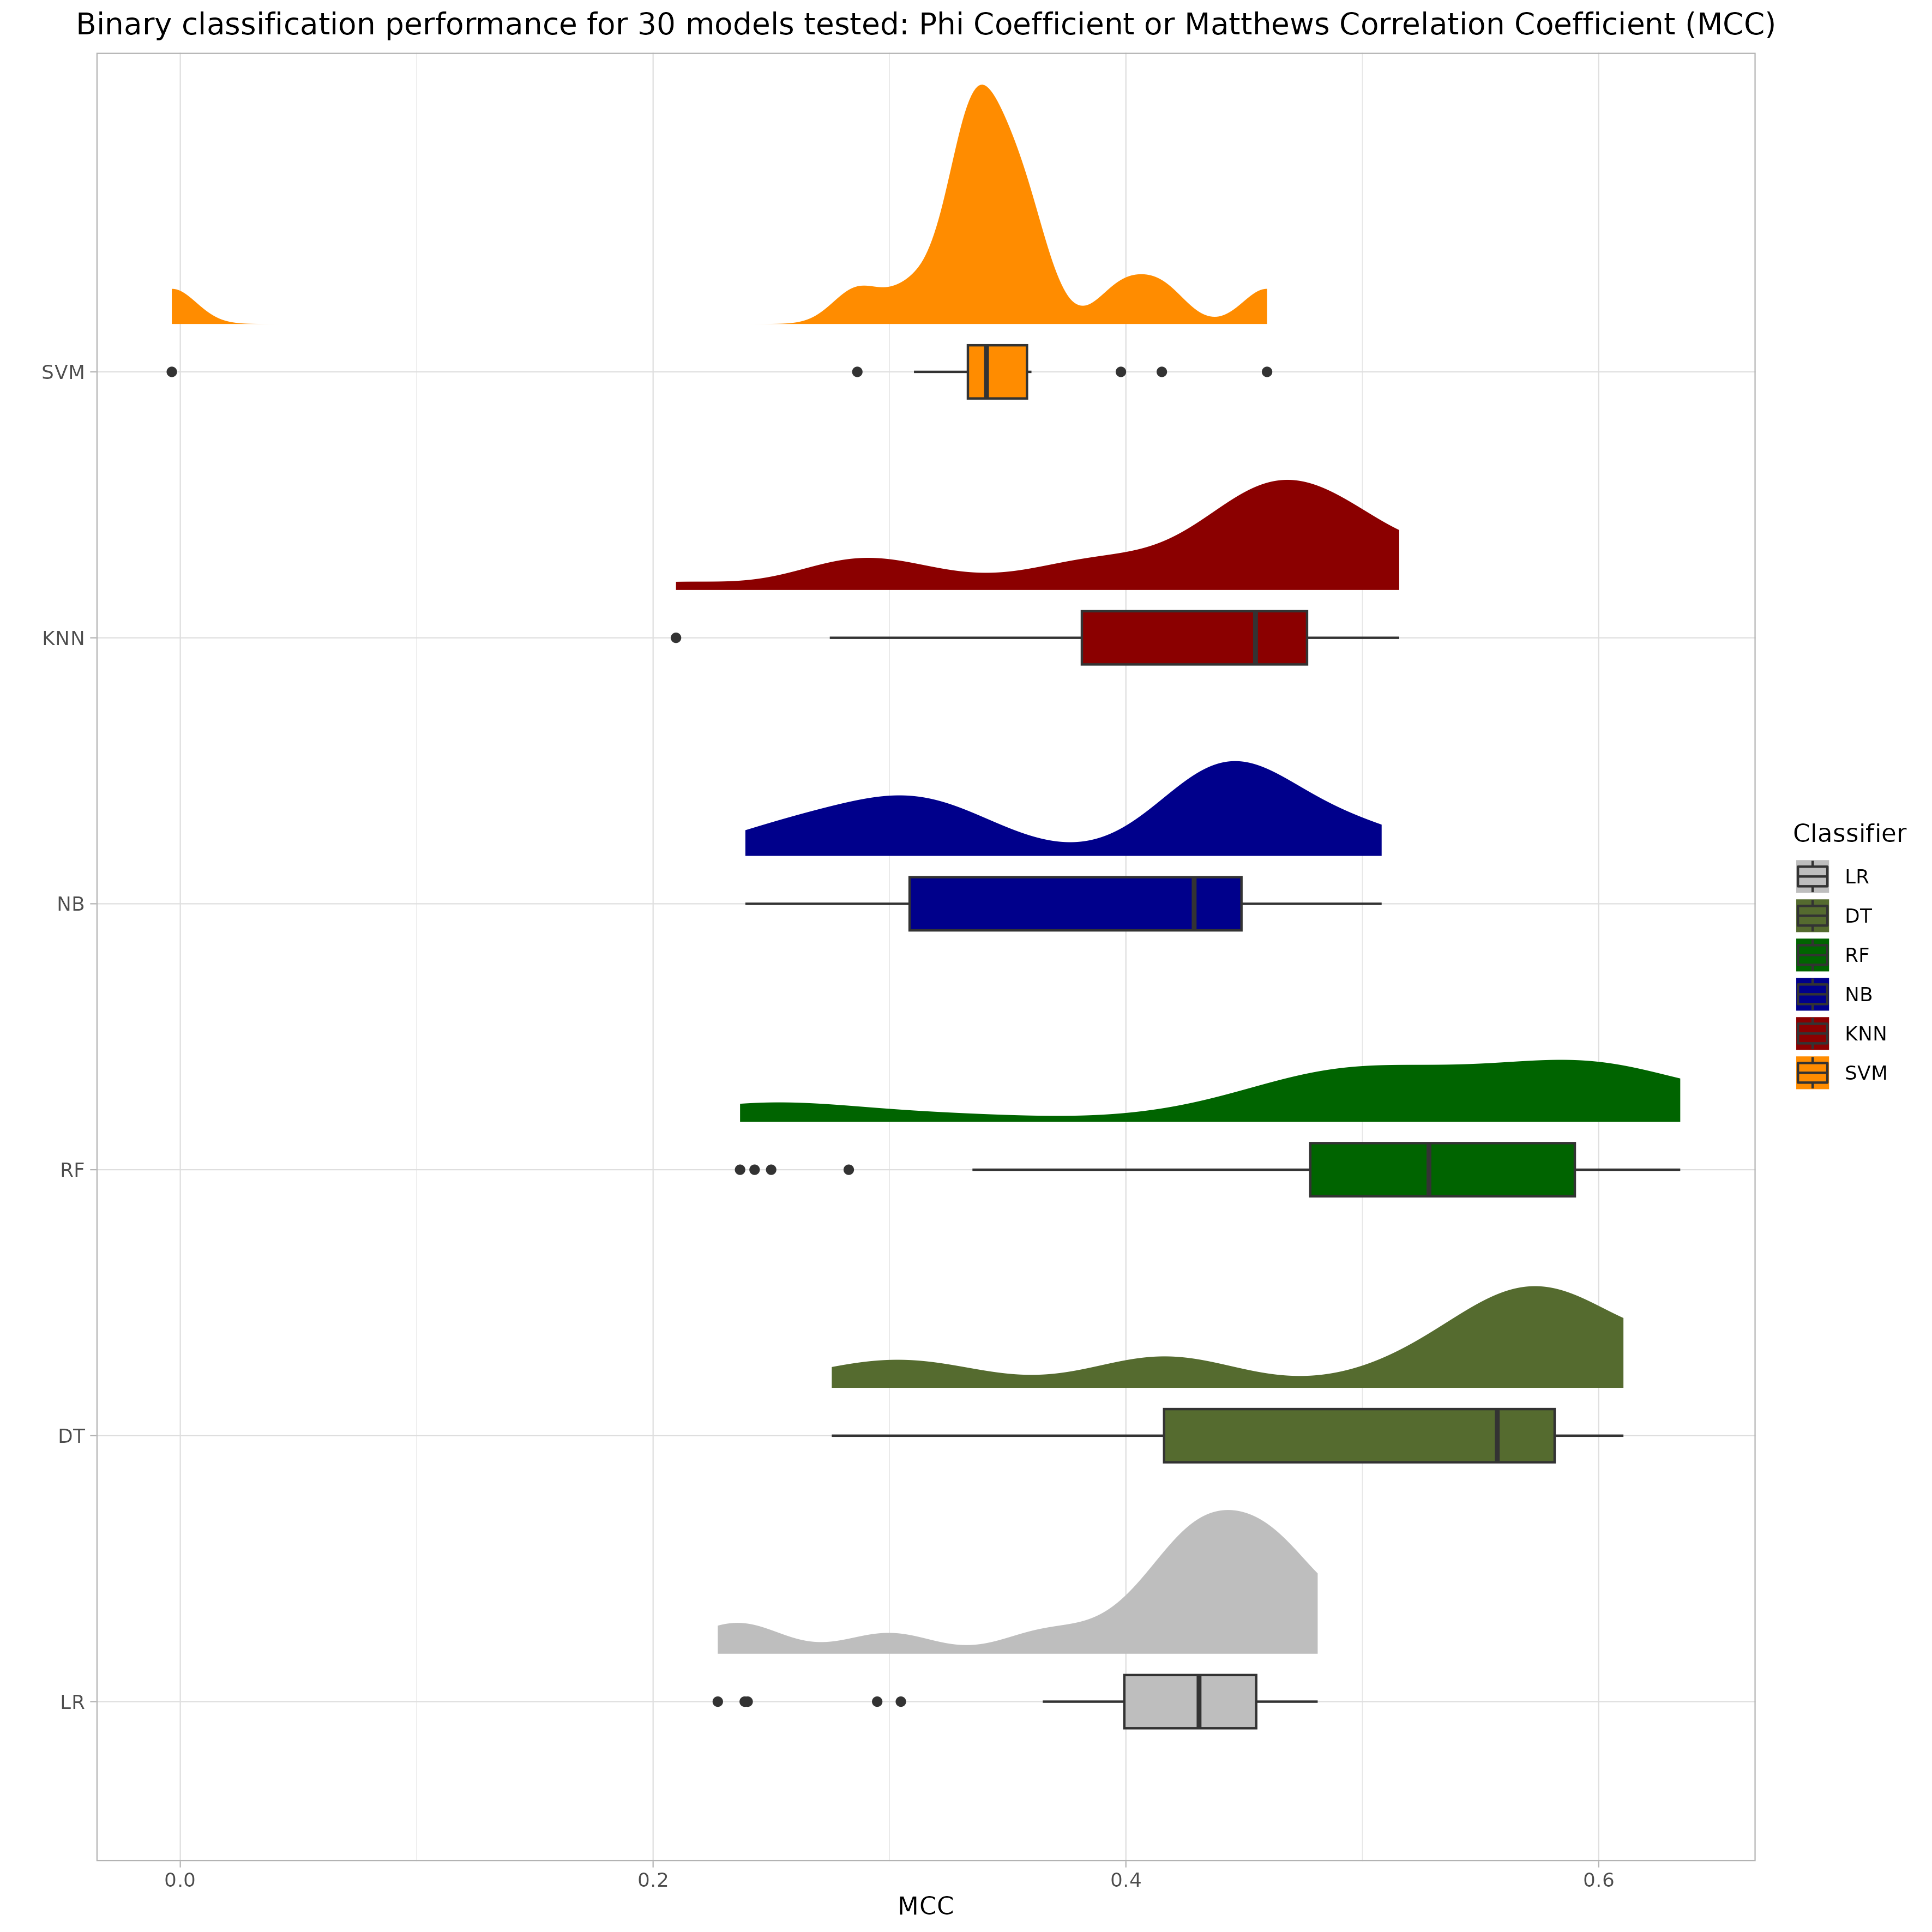 Binary classification performance for 30 models tested: Phi Coefficient or Matthews Correlation Coefficient (MCC)
SVM
KNN
NB
RF
DT
LR
0.0 0.2 0.4 0.6
MCC
Classifier
LR
DT
RF
NB
KNN
SVM